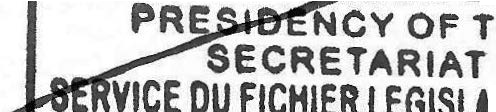 PRESIDENCY OF T
SECRETARIAT
SERVICE DU FICHIER LEGISLA